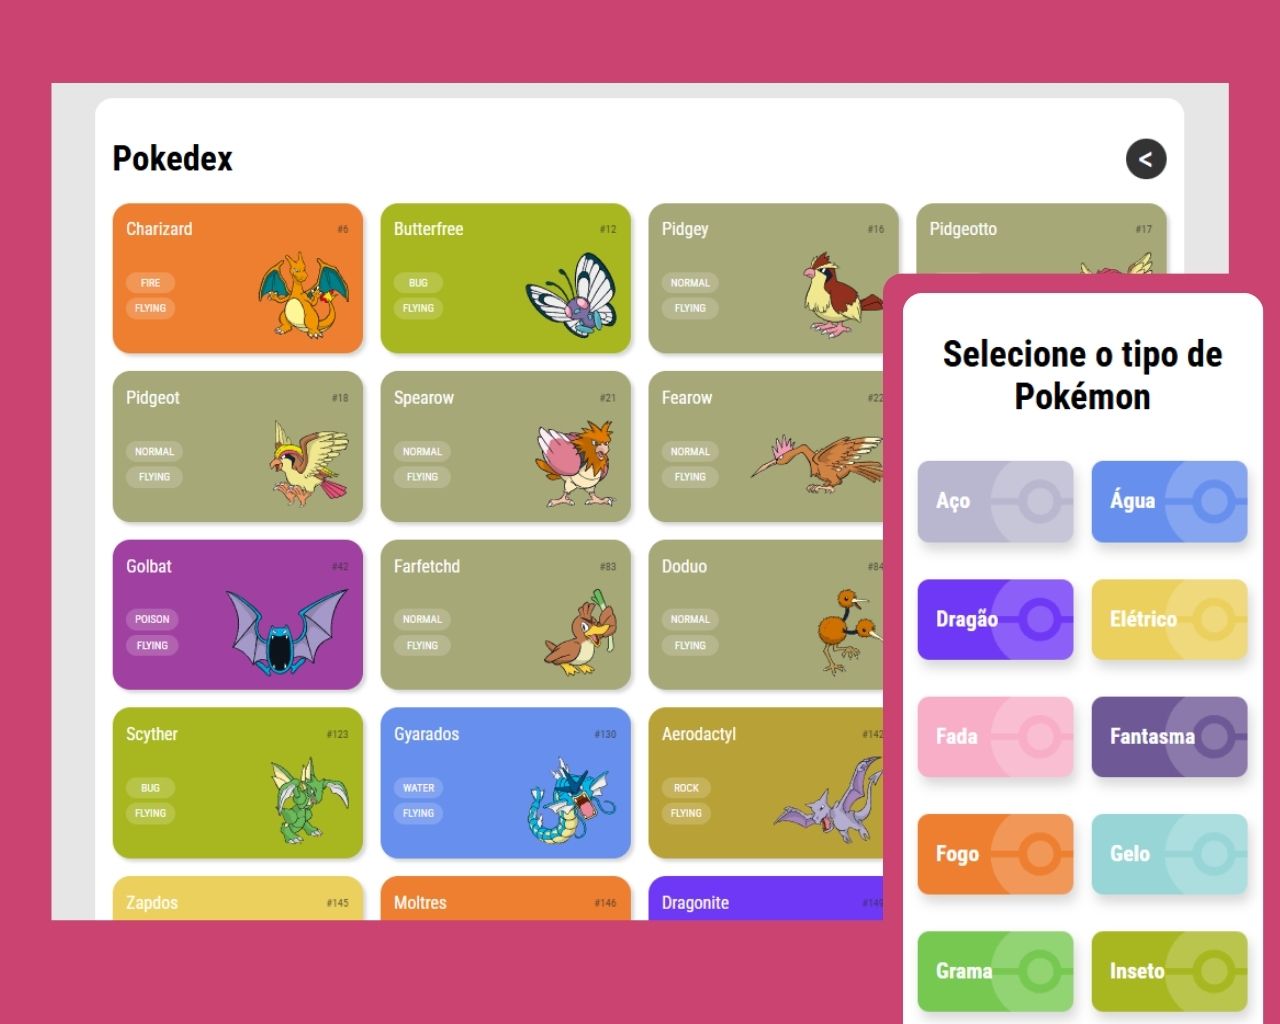 Pokedex
<
Charizard
#6
FIRE
FLYING
Butterfree
#12
BUG
FLYING
Pidgey
#16
NORMAL
FLYING
Pidgeotto
#17
Pidgeot
#18
NORMAL
FLYING
Spearow
#21
NORMAL
FLYING
Fearow
#22
NORMAL
FLYING
Golbat
#42
POISON
FLYING
Farfetchd
#83
NORMAL
FLYING
Doduo
#84
NORMAL
FLYING
Scyther
#123
BUG
FLYING
Gyarados
#130
WATER
FLYING
Aerodactyl
#142
ROCK
FLYING
Zapdos
#145
Moltres
#146
Dragonite
#149
Selecione o tipo de
Pokémon
Aço
Água
Dragão
Elétrico
Fada
Fantasma
Fogo
Gelo
Grama
Inseto